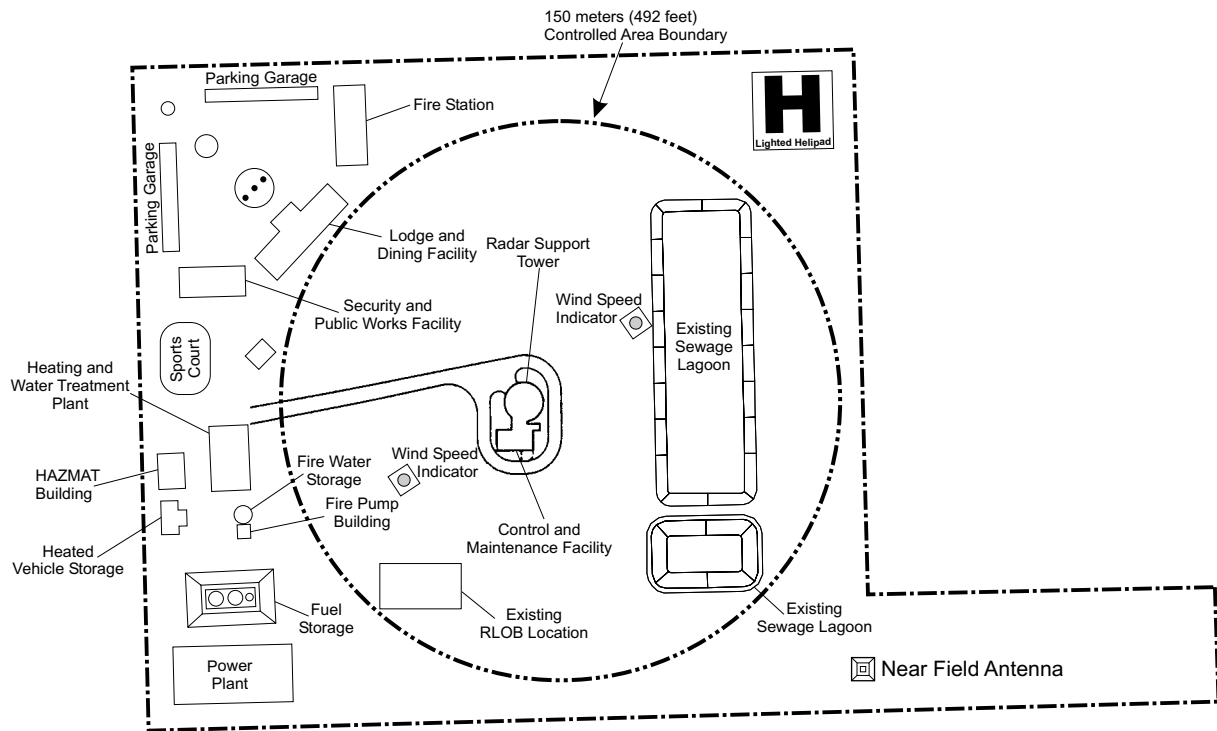 150 meters (492 feet)
Controlled Area Boundary
Parking Garage
Fire Station
H
Lighted Helipad
Parking Garage
Lodge and
Dining Facility
Radar Support
Tower
Security and
Public Works Facility
Wind Speed
Indicator
Existing
Sewage
Lagoon
Sports
Court
Heating and
Water Treatment
Plant
HAZMAT
Building
Fire Water
Storage
Wind Speed
Indicator
Fire Pump
Building
Control and
Maintenance Facility
Heated
Vehicle Storage
Fuel
Storage
Existing
RLOB Location
Existing
Sewage Lagoon
Power
Plant
Near Field Antenna